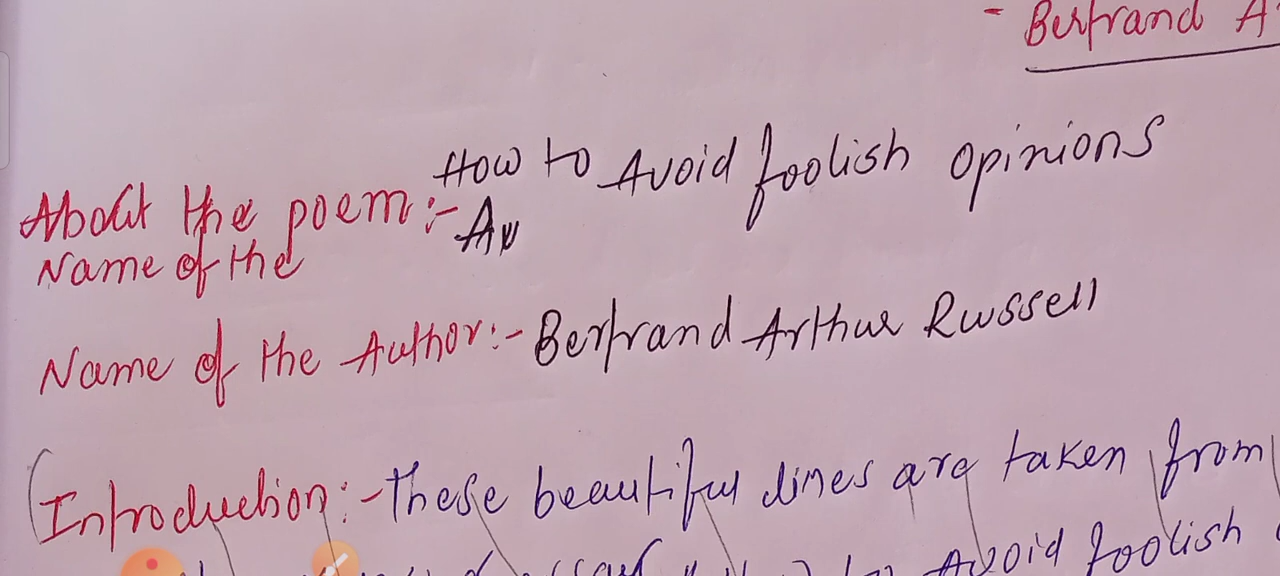 - Bertrand A
How to Avoid foolish opinions
About the poem:- Av
Name of the
Name of the Author:- Bertrand Arthur Russell
(Introduction:- These beautiful lines are taken from
Avoid foolish